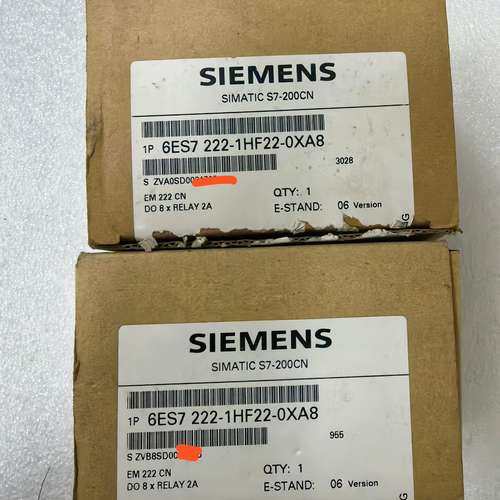 SIEMENS
SIMATIC S7-200CN
1P 6ES7 222-1HF22-0XA8
3028
S ZVA0SD00
EM 222 CN QTY: 1
DO 8 x RELAY 2A E-STAND: 06 Version
SIEMENS
SIMATIC S7-200CN
1P 6ES7 222-1HF22-0XA8
955
S ZVB8SD00
EM 222 CN QTY: 1
DO 8 x RELAY 2A E-STAND: 06 Version